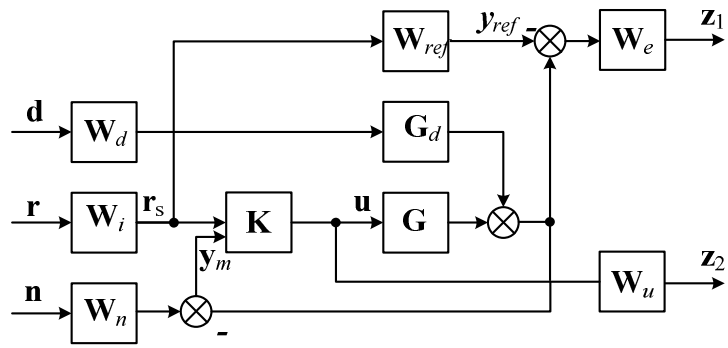 W_ref
y_ref
-
W_e
z_1
d
W_d
G_d
r
W_i
r_s
K
u
G
y_m
n
W_n
-
W_u
z_2